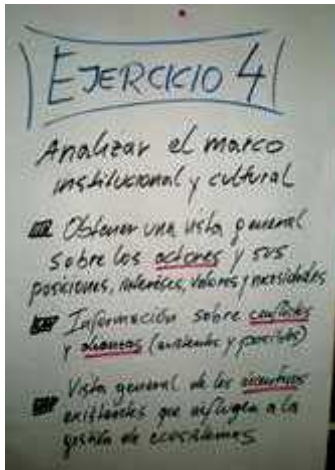 EJERCICIO 4
Analizar el marco
institucional y cultural
Obtener una vista general
sobre los actores y sus
posiciones, intereses, valores y necesidades
Información sobre conflictos
y alianzas (existentes y posibles)
Vista general de los incentivos
existentes que influyen a la
gestión de ecosistemas